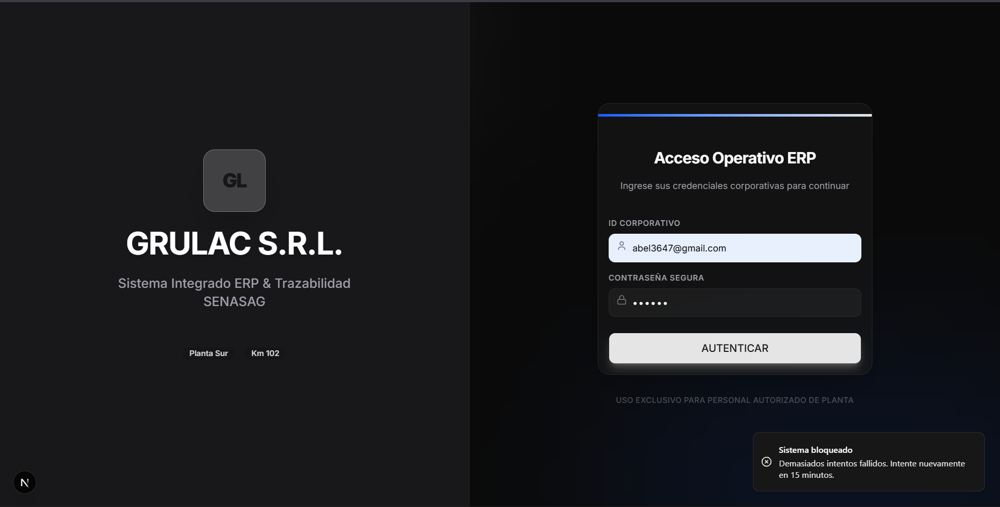 GL
GRULAC S.R.L.
Sistema Integrado ERP & Trazabilidad
SENASAG
Planta Sur
Km 102
N
Acceso Operativo ERP
Ingrese sus credenciales corporativas para continuar
ID CORPORATIVO
abel3647@gmail.com
CONTRASEÑA SEGURA
••••••
AUTENTICAR
USO EXCLUSIVO PARA PERSONAL AUTORIZADO DE PLANTA
Sistema bloqueado
Demasiados intentos fallidos. Intente nuevamente
en 15 minutos.